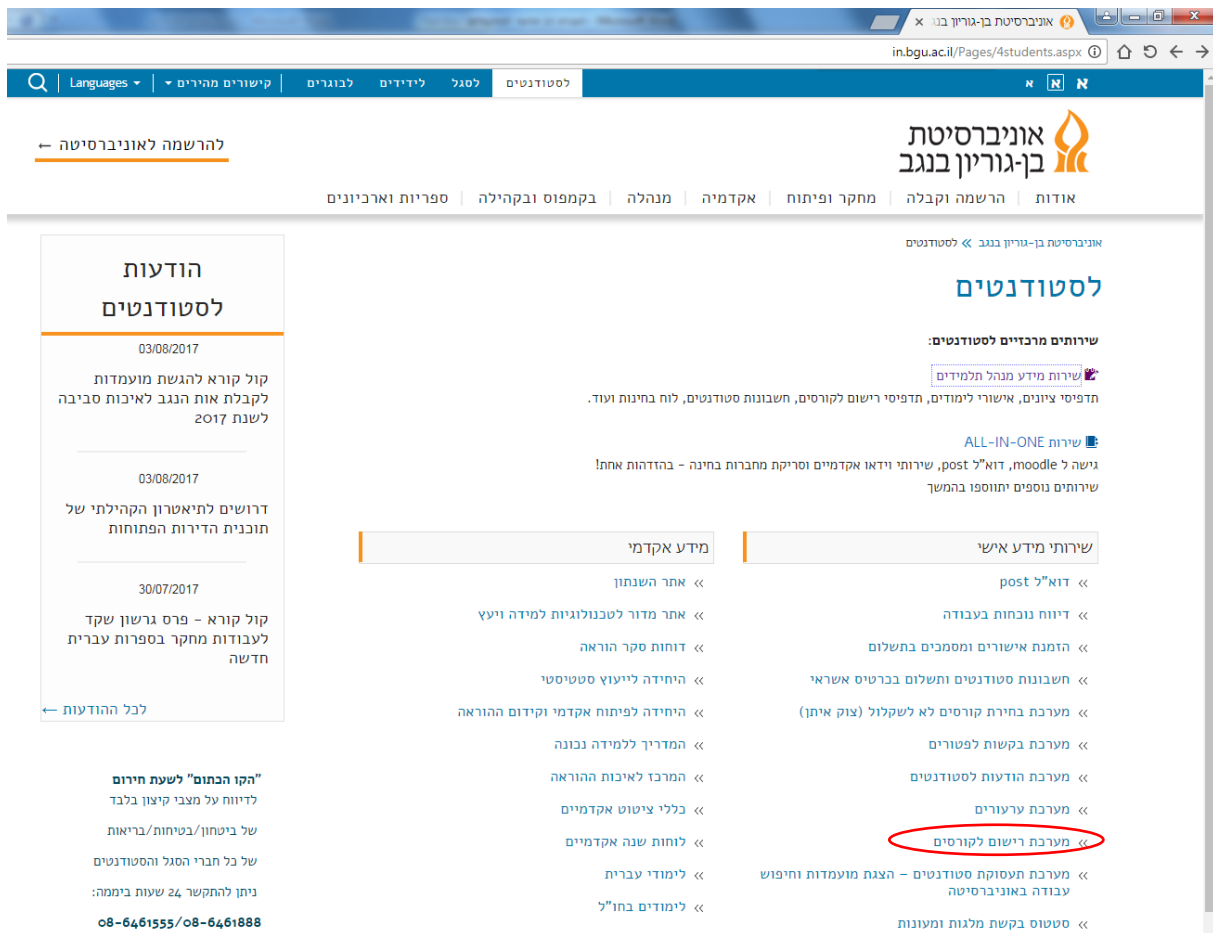 אוניברסיטת בן-גוריון בנג
in.bgu.ac.il/Pages/4students.aspx
א א א
לסטודנטים לסגל לידידים לבוגרים | קישורים מהירים | Languages
אוניברסיטת
בן-גוריון בנגב
להרשמה לאוניברסיטה ←
אודות | הרשמה וקבלה | מחקר ופיתוח | אקדמיה | מנהלה | בקמפוס ובקהילה | ספריות וארכיונים
אוניברסיטת בן-גוריון בנגב » לסטודנטים
לסטודנטים
שירותים מרכזיים לסטודנטים:
שירות מידע מנהל תלמידים
תדפיסי ציונים, אישורי לימודים, תדפיסי רישום לקורסים, חשבונות סטודנטים, לוח בחינות ועוד.
שירות ALL-IN-ONE
גישה ל moodle, דוא"ל post, שירותי וידאו אקדמיים וסריקת מחברות בחינה - בהזדהות אחת!
שירותים נוספים יתווספו בהמשך
שירותי מידע אישי
» דוא"ל post
» דיווח נוכחות בעבודה
» הזמנת אישורים ומסמכים בתשלום
» חשבונות סטודנטים ותשלום בכרטיס אשראי
» מערכת בחירת קורסים לא לשקלול (צוק איתן)
» מערכת בקשות לפטורים
» מערכת הודעות לסטודנטים
» מערכת ערעורים
» מערכת רישום לקורסים
» מערכת תעסוקת סטודנטים – הצגת מועמדות וחיפוש
עבודה באוניברסיטה
» סטטוס בקשת מלגות ומעונות
מידע אקדמי
» אתר השנתון
» אתר מדור לטכנולוגיות למידה ויעץ
» דוחות סקר הוראה
» היחידה לייעוץ סטטיסטי
» היחידה לפיתוח אקדמי וקידום ההוראה
» המדריך ללמידה נכונה
» המרכז לאיכות ההוראה
» כללי ציטוט אקדמיים
» לוחות שנה אקדמיים
» לימודי עברית
» לימודים בחו"ל
הודעות
לסטודנטים
03/08/2017
קול קורא להגשת מועמדות
לקבלת אות הנגב לאיכות סביבה
לשנת 2017
03/08/2017
דרושים לתיאטרון הקהילתי של
תוכנית הדירות הפתוחות
30/07/2017
קול קורא - פרס גרשון שקד
לעבודות מחקר בספרות עברית
חדשה
לכל ההודעות ←
"הקו הכתום" לשעת חירום
לדיווח על מצבי קיצון בלבד
של ביטחון/בטיחות/בריאות
של כל חברי הסגל והסטודנטים
ניתן להתקשר 24 שעות ביממה:
08-6461555/08-6461888